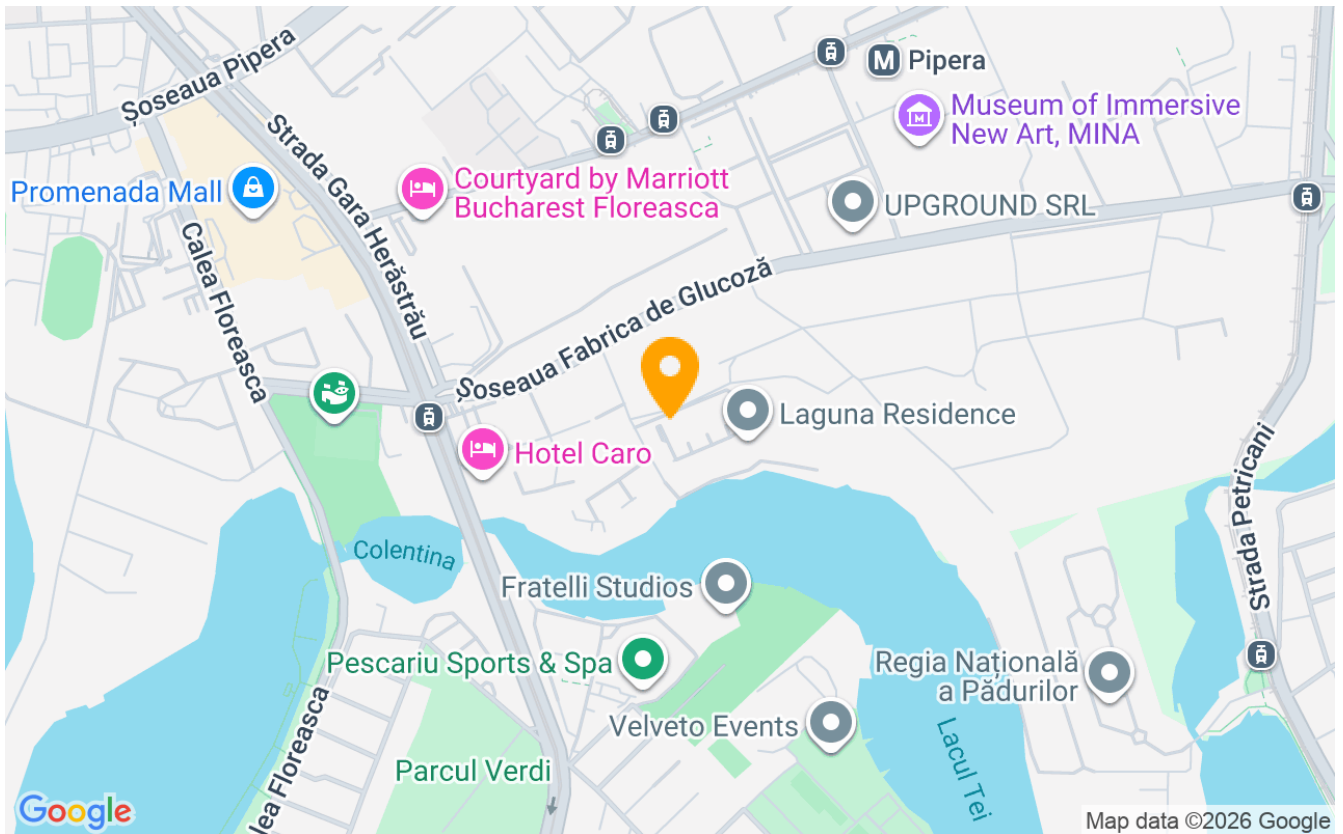 Șoseaua Pipera
M Pipera
Museum of Immersive
New Art, MINA
Strada Gara Herăstrău
Promenada Mall
Courtyard by Marriott
Bucharest Floreasca
UPGROUND SRL
Calea Floreasca
Șoseaua Fabrica de Glucoză
Laguna Residence
Hotel Caro
Strada Petricani
Colentina
Fratelli Studios
Pescariu Sports & Spa
Regia Națională
a Pădurilor
Velveto Events
Lacul Tei
Parcul Verdi
alea Floreasca
Google
Map data ©2026 Google